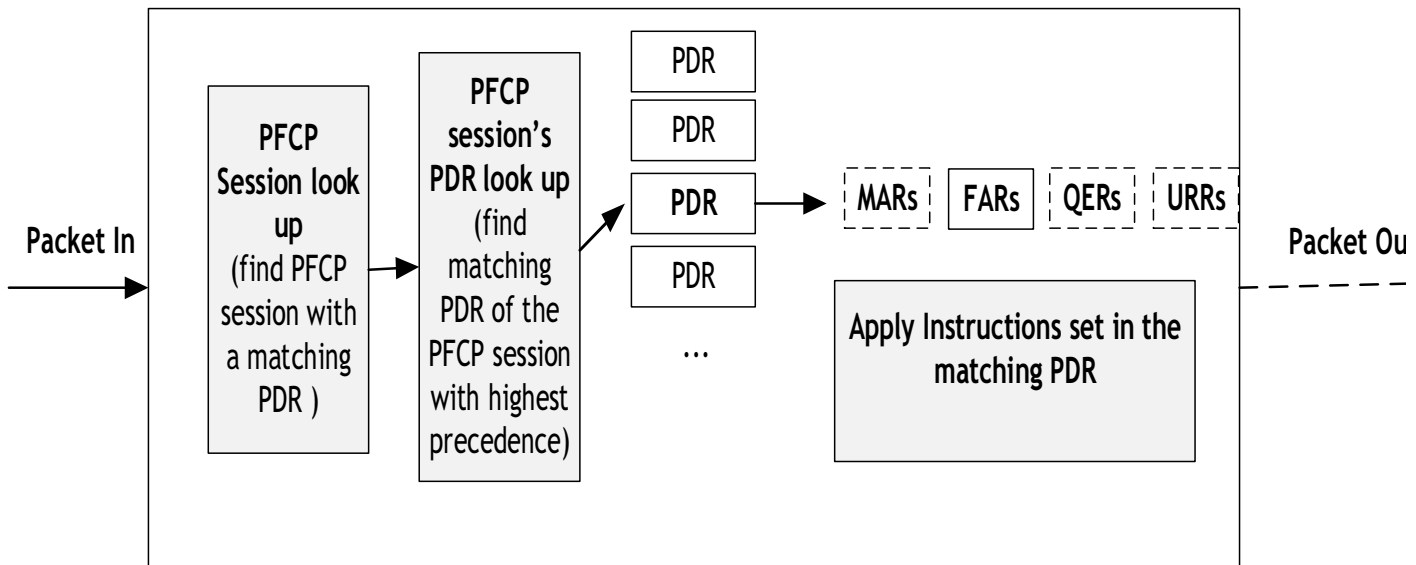 Packet In
PFCP
Session look
up
(find PFCP
session with
a matching
PDR )
PFCP
session’s
PDR look up
(find
matching
PDR of the
PFCP session
with highest
precedence)
PDR
PDR
PDR
PDR
...
MARs
FARs
QERs
URRs
Apply Instructions set in the
matching PDR
Packet Ou